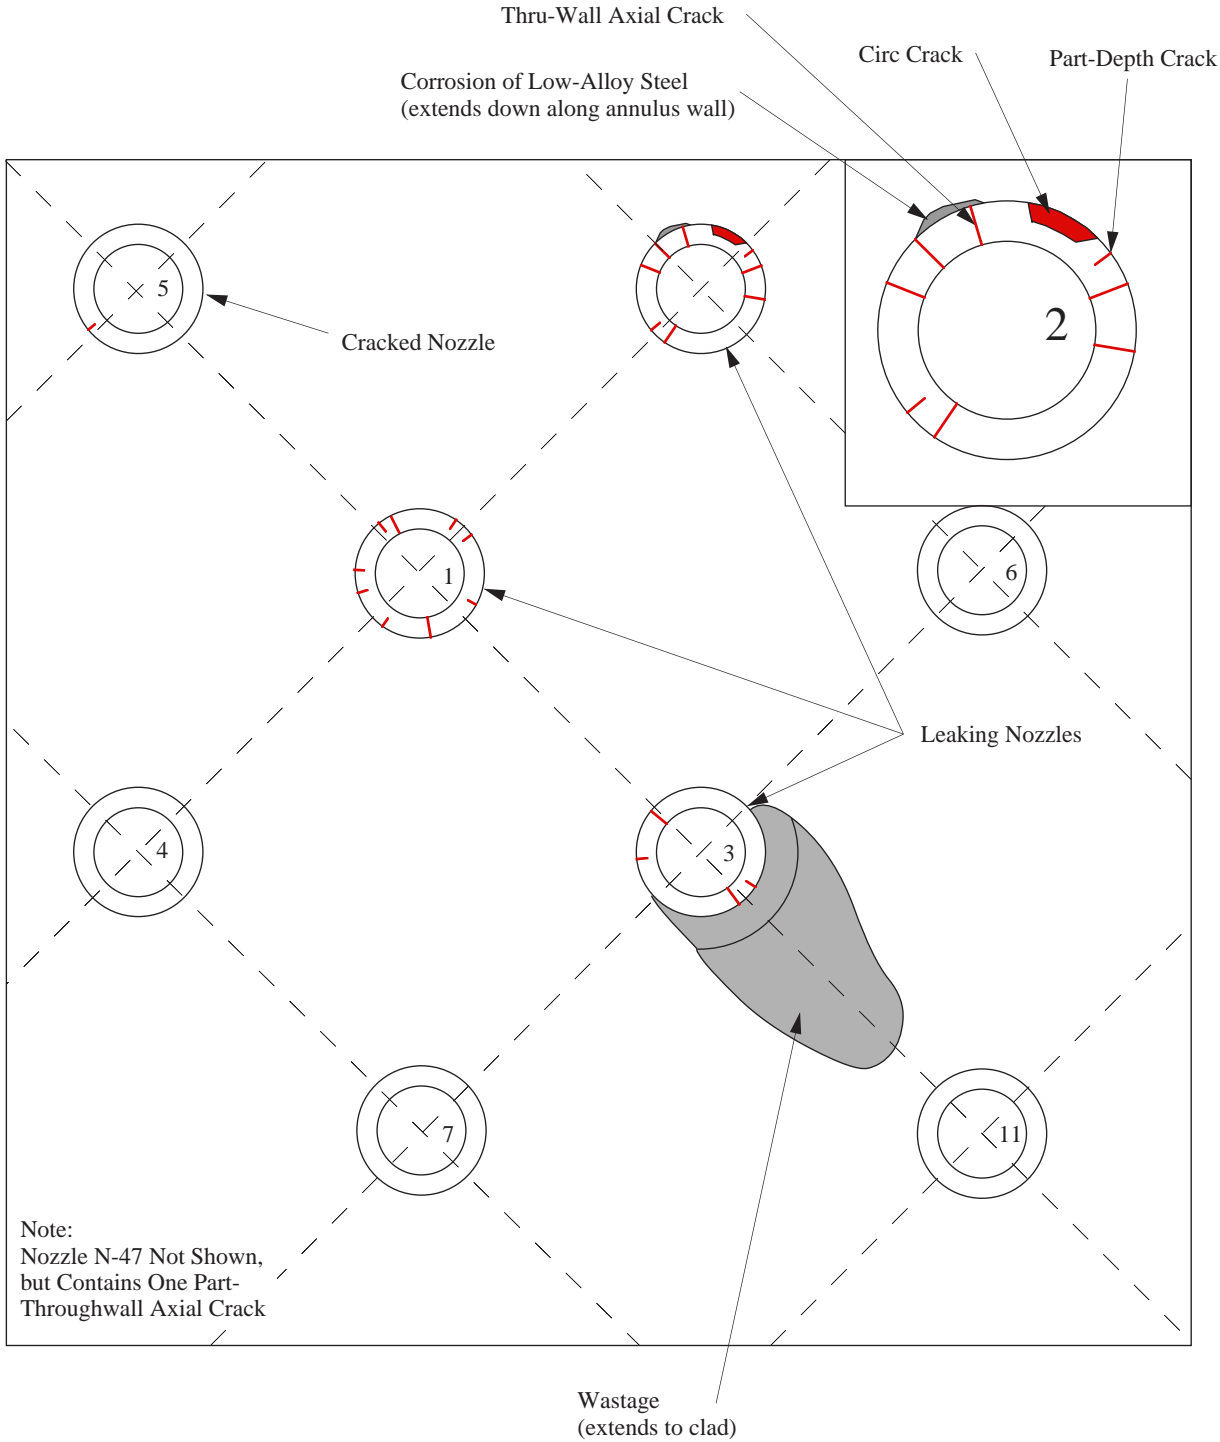 Thru-Wall Axial Crack
Circ Crack
Part-Depth Crack
Corrosion of Low-Alloy Steel
(extends down along annulus wall)
5
2
Cracked Nozzle
1
6
Leaking Nozzles
4
3
7
11
Note:
Nozzle N-47 Not Shown,
but Contains One Part-
Throughwall Axial Crack
Wastage
(extends to clad)